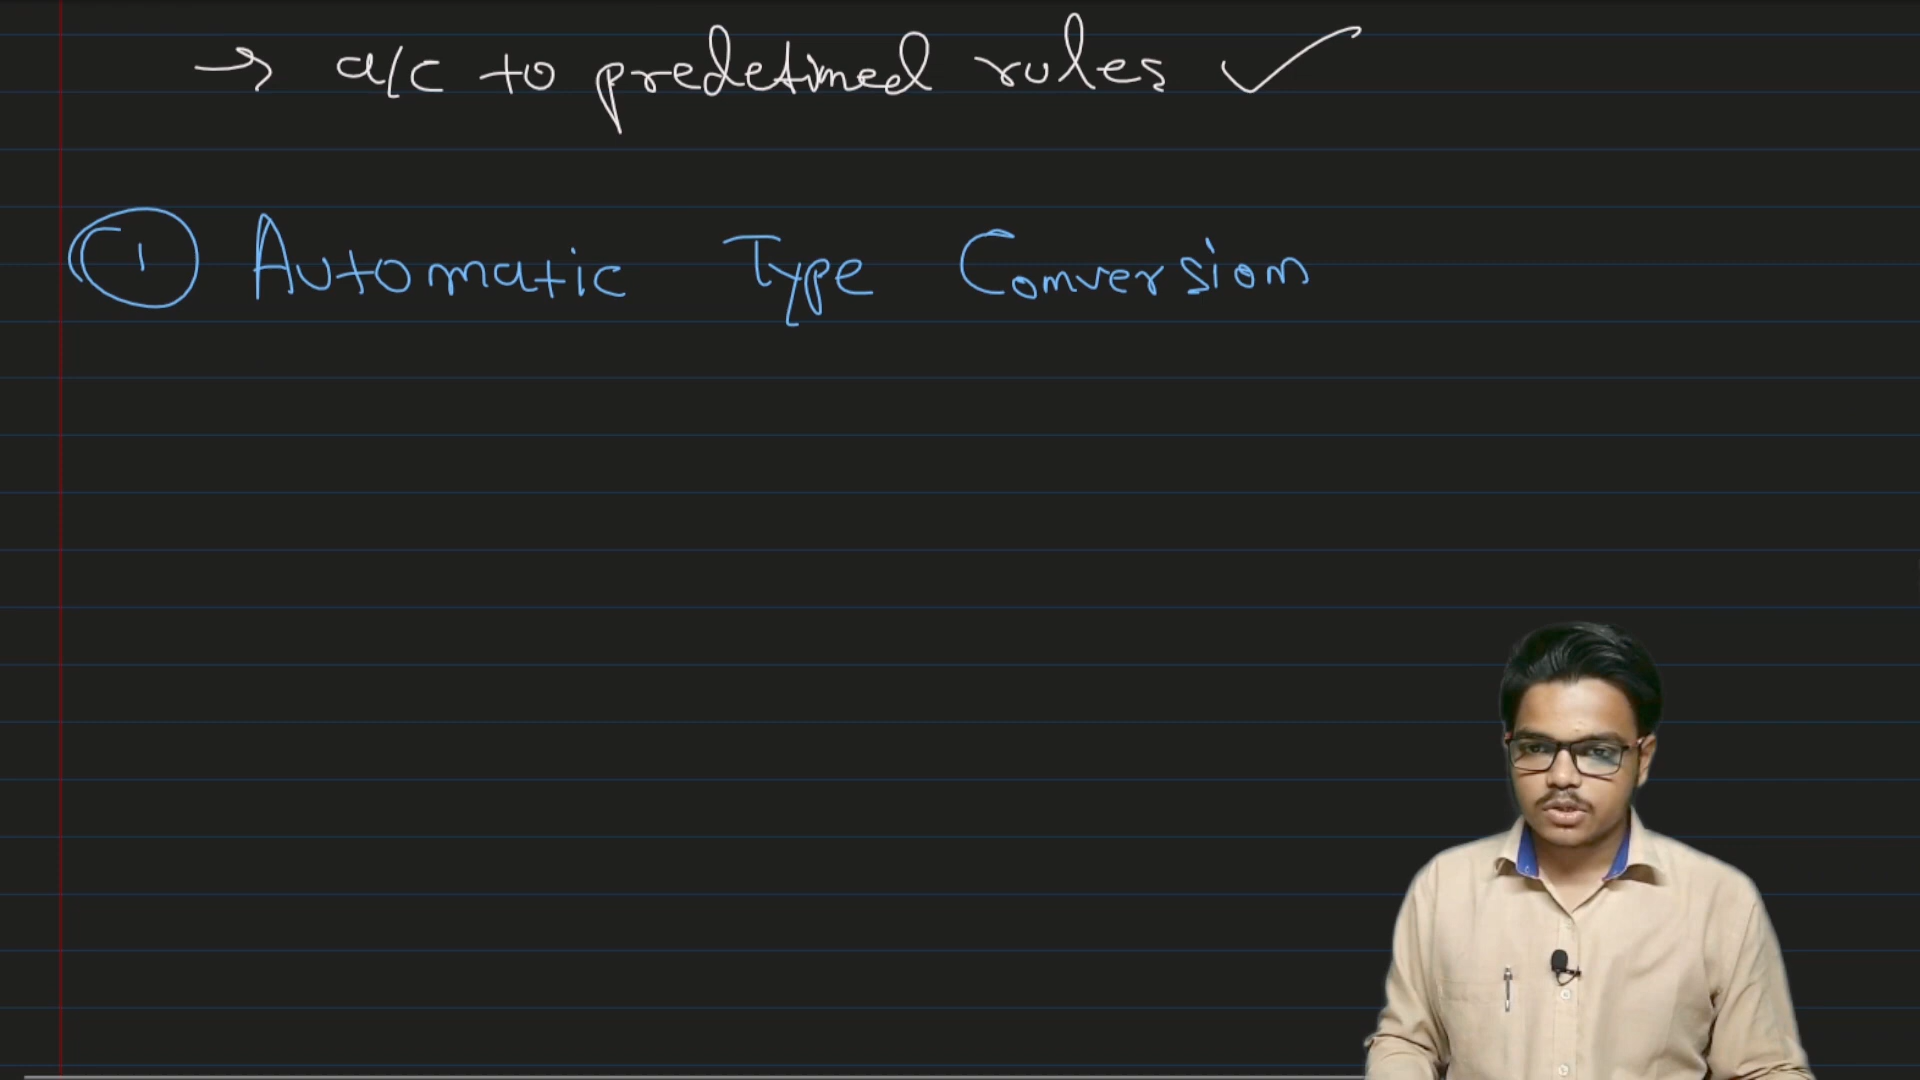 → a/c to predefined rules ✓
① Automatic Type Conversion